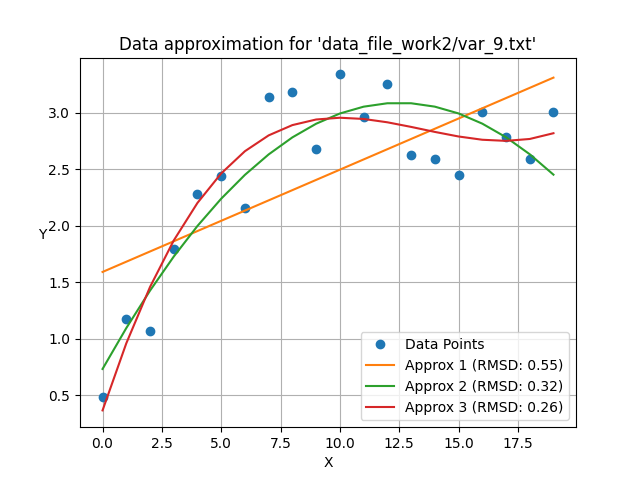 Data approximation for 'data_file_work2/var_9.txt'
Y
3.0
2.5
2.0
1.5
1.0
0.5
0.0 2.5 5.0 7.5 10.0 12.5 15.0 17.5
X
Data Points
Approx 1 (RMSD: 0.55)
Approx 2 (RMSD: 0.32)
Approx 3 (RMSD: 0.26)